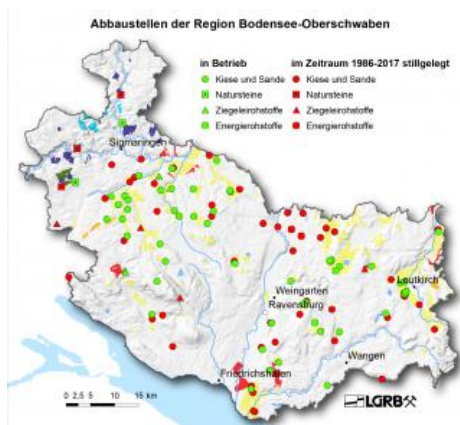 Abbaustellen der Region Bodensee-Oberschwaben
in Betrieb
Kiese und Sande
Natursteine
Ziegeleirohstoffe
Energierohstoffe
im Zeitraum 1986-2017 stillgelegt
Kiese und Sande
Natursteine
Ziegeleirohstoffe
Energierohstoffe
Sigmaringen
Leutkirch
Weingarten
Ravensburg
Wangen
Friedrichshafen
0 2,5 5 10 15 km
LGRB